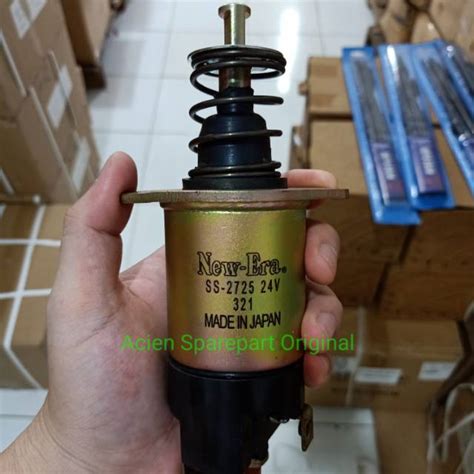 New-Era®
SS-2725 24V
321
MADE IN JAPAN
Acien Sparepart Original